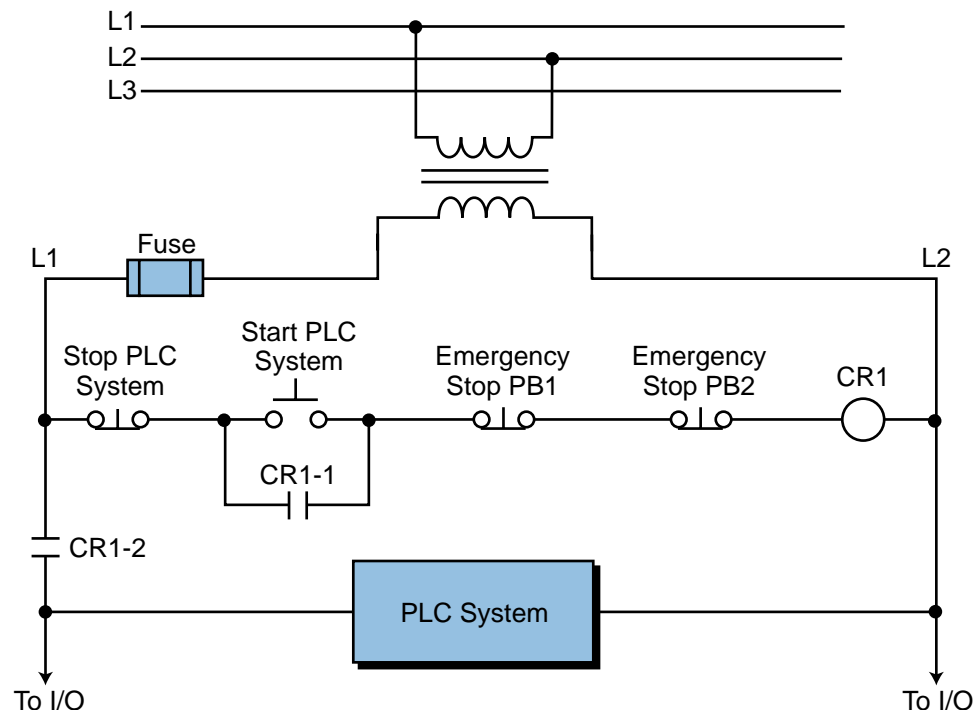 L1
L2
L3
Fuse
L1
L2
Stop PLC
System
Start PLC
System
Emergency
Stop PB1
Emergency
Stop PB2
CR1
CR1-1
CR1-2
PLC System
To I/O
To I/O